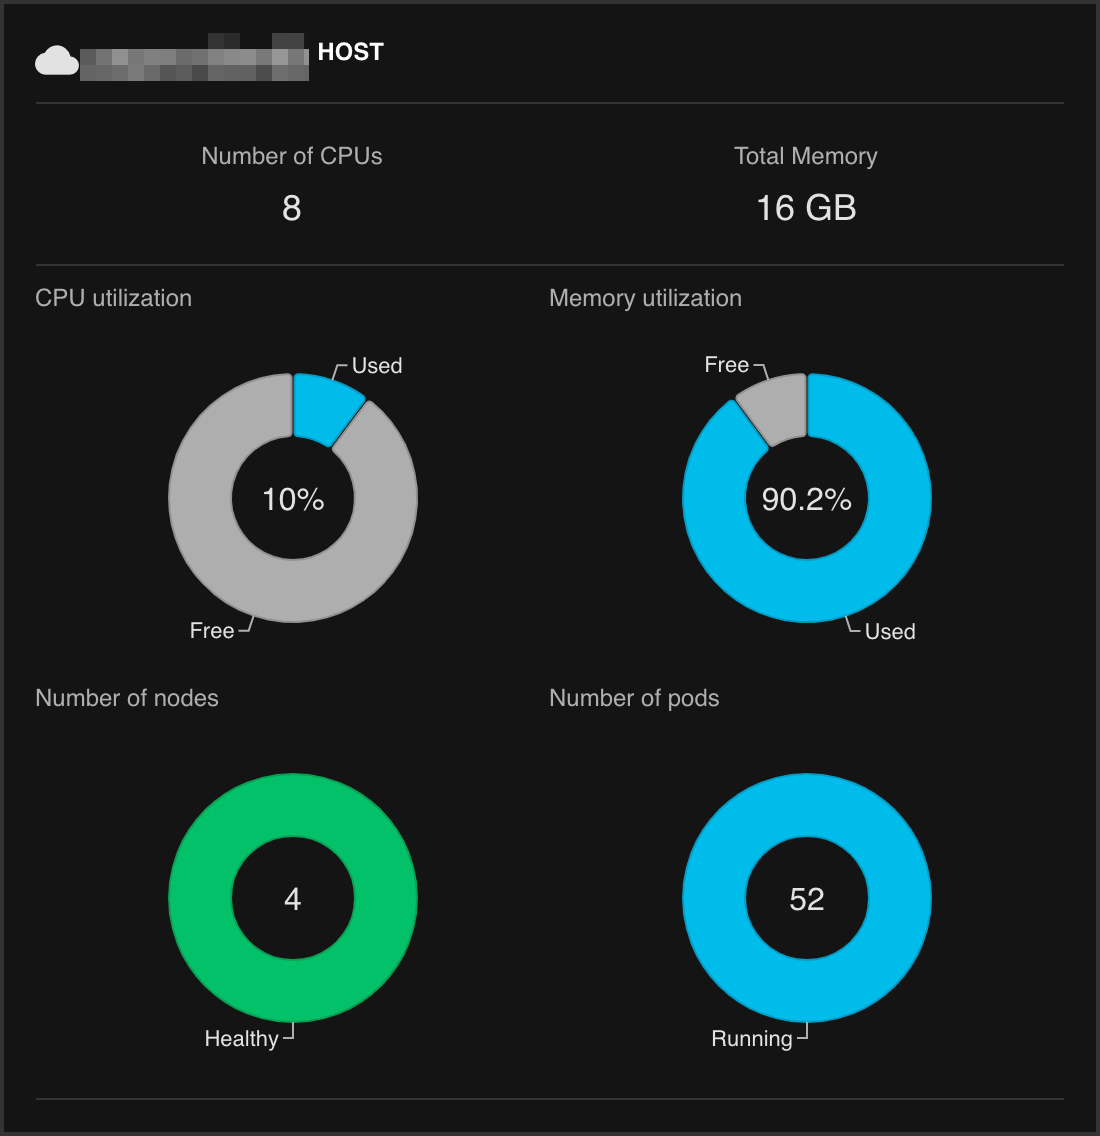 HOST
Number of CPUs
Total Memory
8
16 GB
CPU utilization
Memory utilization
Used
Free
10%
90.2%
Free
Used
Number of nodes
Number of pods
4
52
Healthy
Running